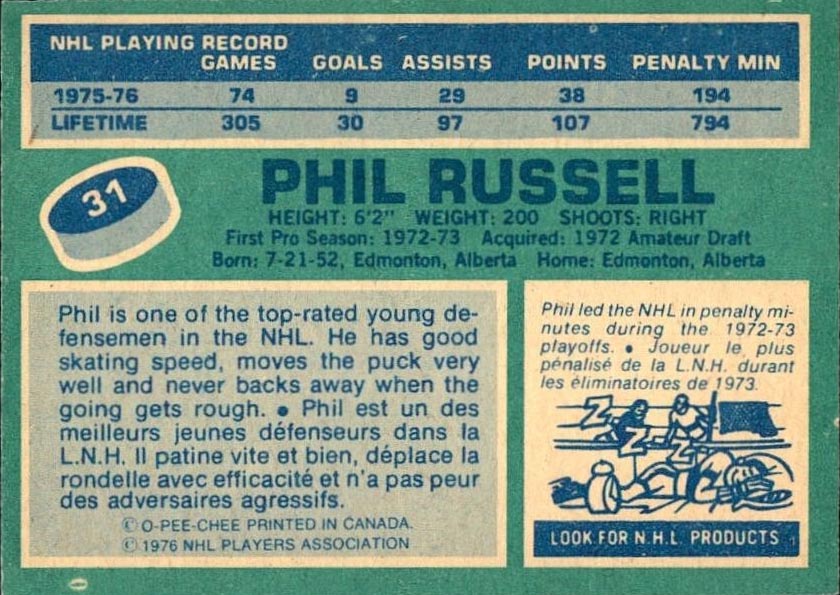 NHL PLAYING RECORD
GAMES GOALS ASSISTS POINTS PENALTY MIN
1975-76 74 9 29 38 194
LIFETIME 305 30 97 107 794
31
PHIL RUSSELL
HEIGHT: 6'2" WEIGHT: 200 SHOOTS: RIGHT
First Pro Season: 1972-73 Acquired: 1972 Amateur Draft
Born: 7-21-52, Edmonton, Alberta Home: Edmonton, Alberta
Phil is one of the top-rated young de-
fensemen in the NHL. He has good
skating speed, moves the puck very
well and never backs away when the
going gets rough. • Phil est un des
meilleurs jeunes défenseurs dans la
L.N.H. Il patine vite et bien, déplace la
rondelle avec efficacité et n'a pas peur
des adversaires agressifs.
© O-PEE-CHEE PRINTED IN CANADA.
© 1976 NHL PLAYERS ASSOCIATION
Phil led the NHL in penalty mi-
nutes during the 1972-73
playoffs. • Joueur le plus
pénalisé de la L.N.H. durant
les éliminatoires de 1973.
Z
Z
Z
LOOK FOR N.H.L. PRODUCTS